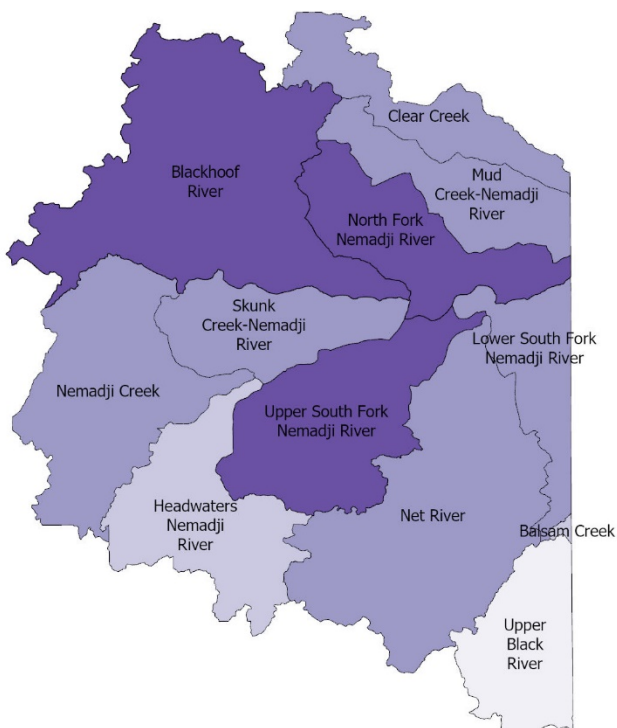 Clear Creek
Mud
Creek-Nemadji
River
Blackhoof
River
North Fork
Nemadji River
Skunk
Creek-Nemadji
River
Lower South Fork
Nemadji River
Nemadji Creek
Upper South Fork
Nemadji River
Headwaters
Nemadji
River
Net River
Balsam Creek
Upper
Black
River